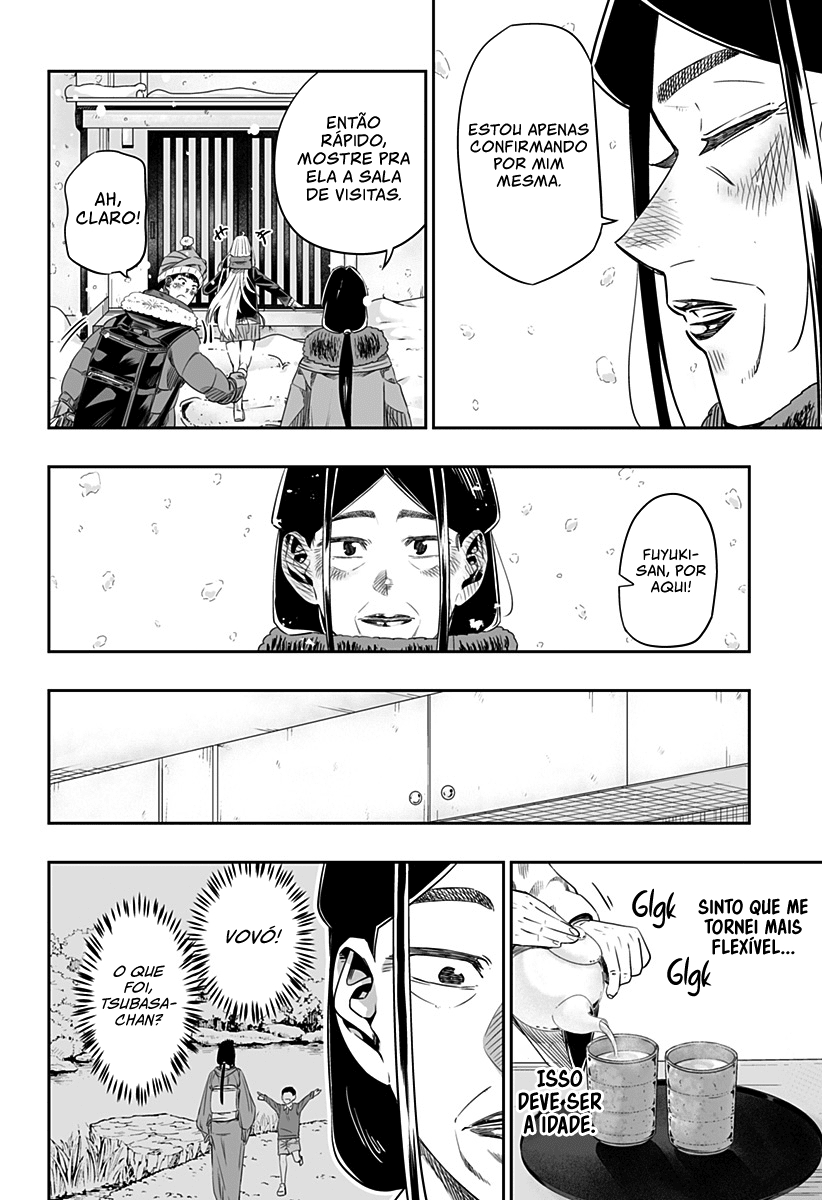 ESTOU APENAS
CONFIRMANDO
POR MIM
MESMA.
ENTÃO
RÁPIDO,
MOSTRE PRA
ELA A SALA
DE VISITAS.
AH,
CLARO!
FUYUKI-
SAN, POR
AQUI!
Glgk
SINTO QUE ME
TORNEI MAIS
FLEXÍVEL...
Glgk
ISSO
DEVE SER
A IDADE.
VOVÓ!
O QUE
FOI,
TSUBASA-
CHAN?